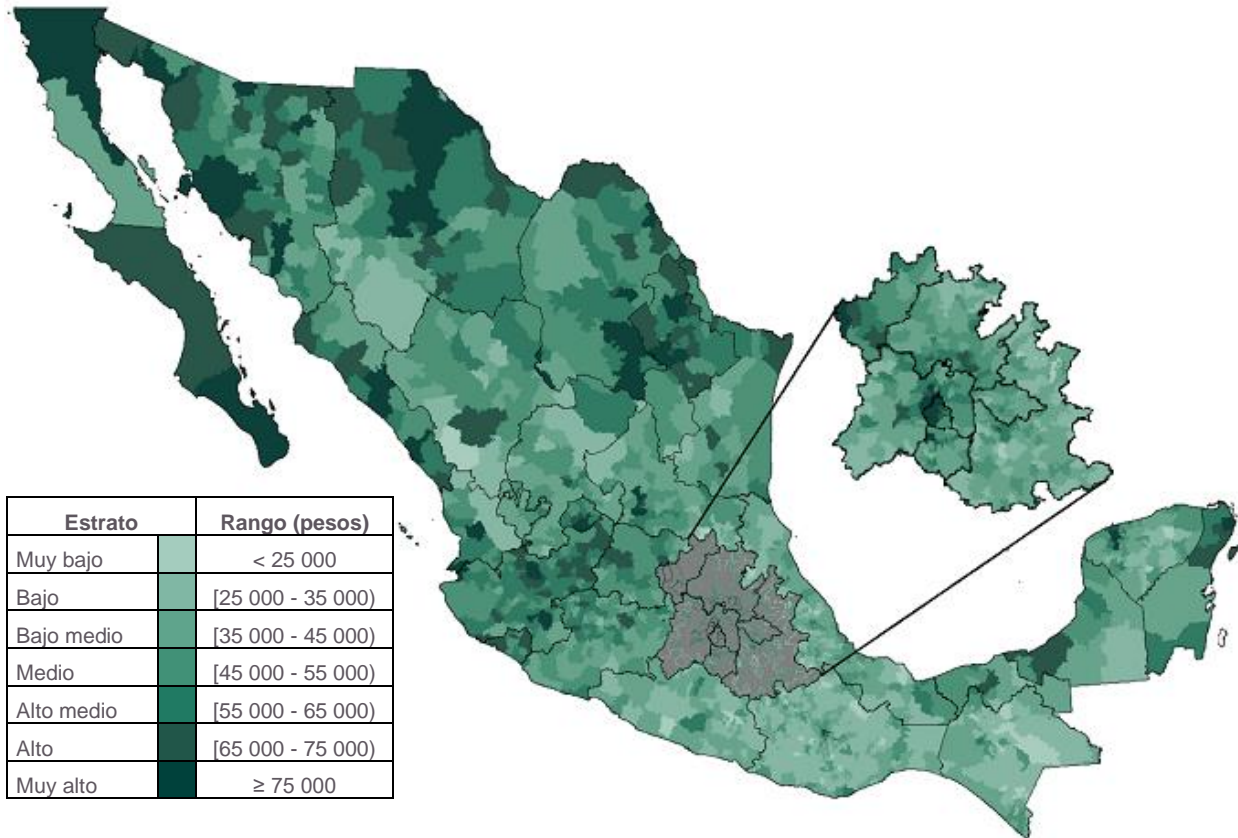 Estrato Rango (pesos)
Muy bajo < 25 000
Bajo [25 000 - 35 000)
Bajo medio [35 000 - 45 000)
Medio [45 000 - 55 000)
Alto medio [55 000 - 65 000)
Alto [65 000 - 75 000)
Muy alto ≥ 75 000